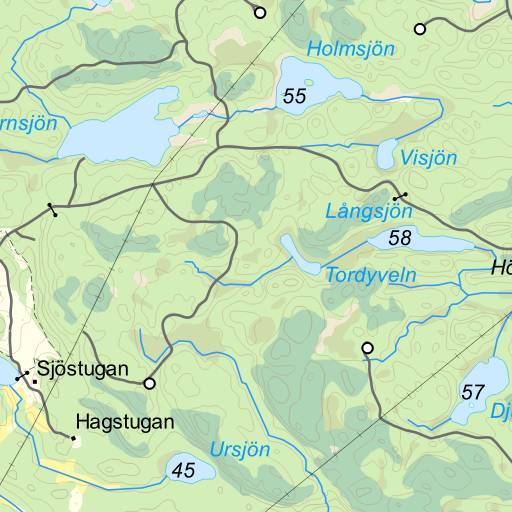 Holmsjön
55
rnsjön
Visjön
Långsjön
58
Tordyveln
Hö
Sjöstugan
57
Hagstugan
Dj
Ursjön
45